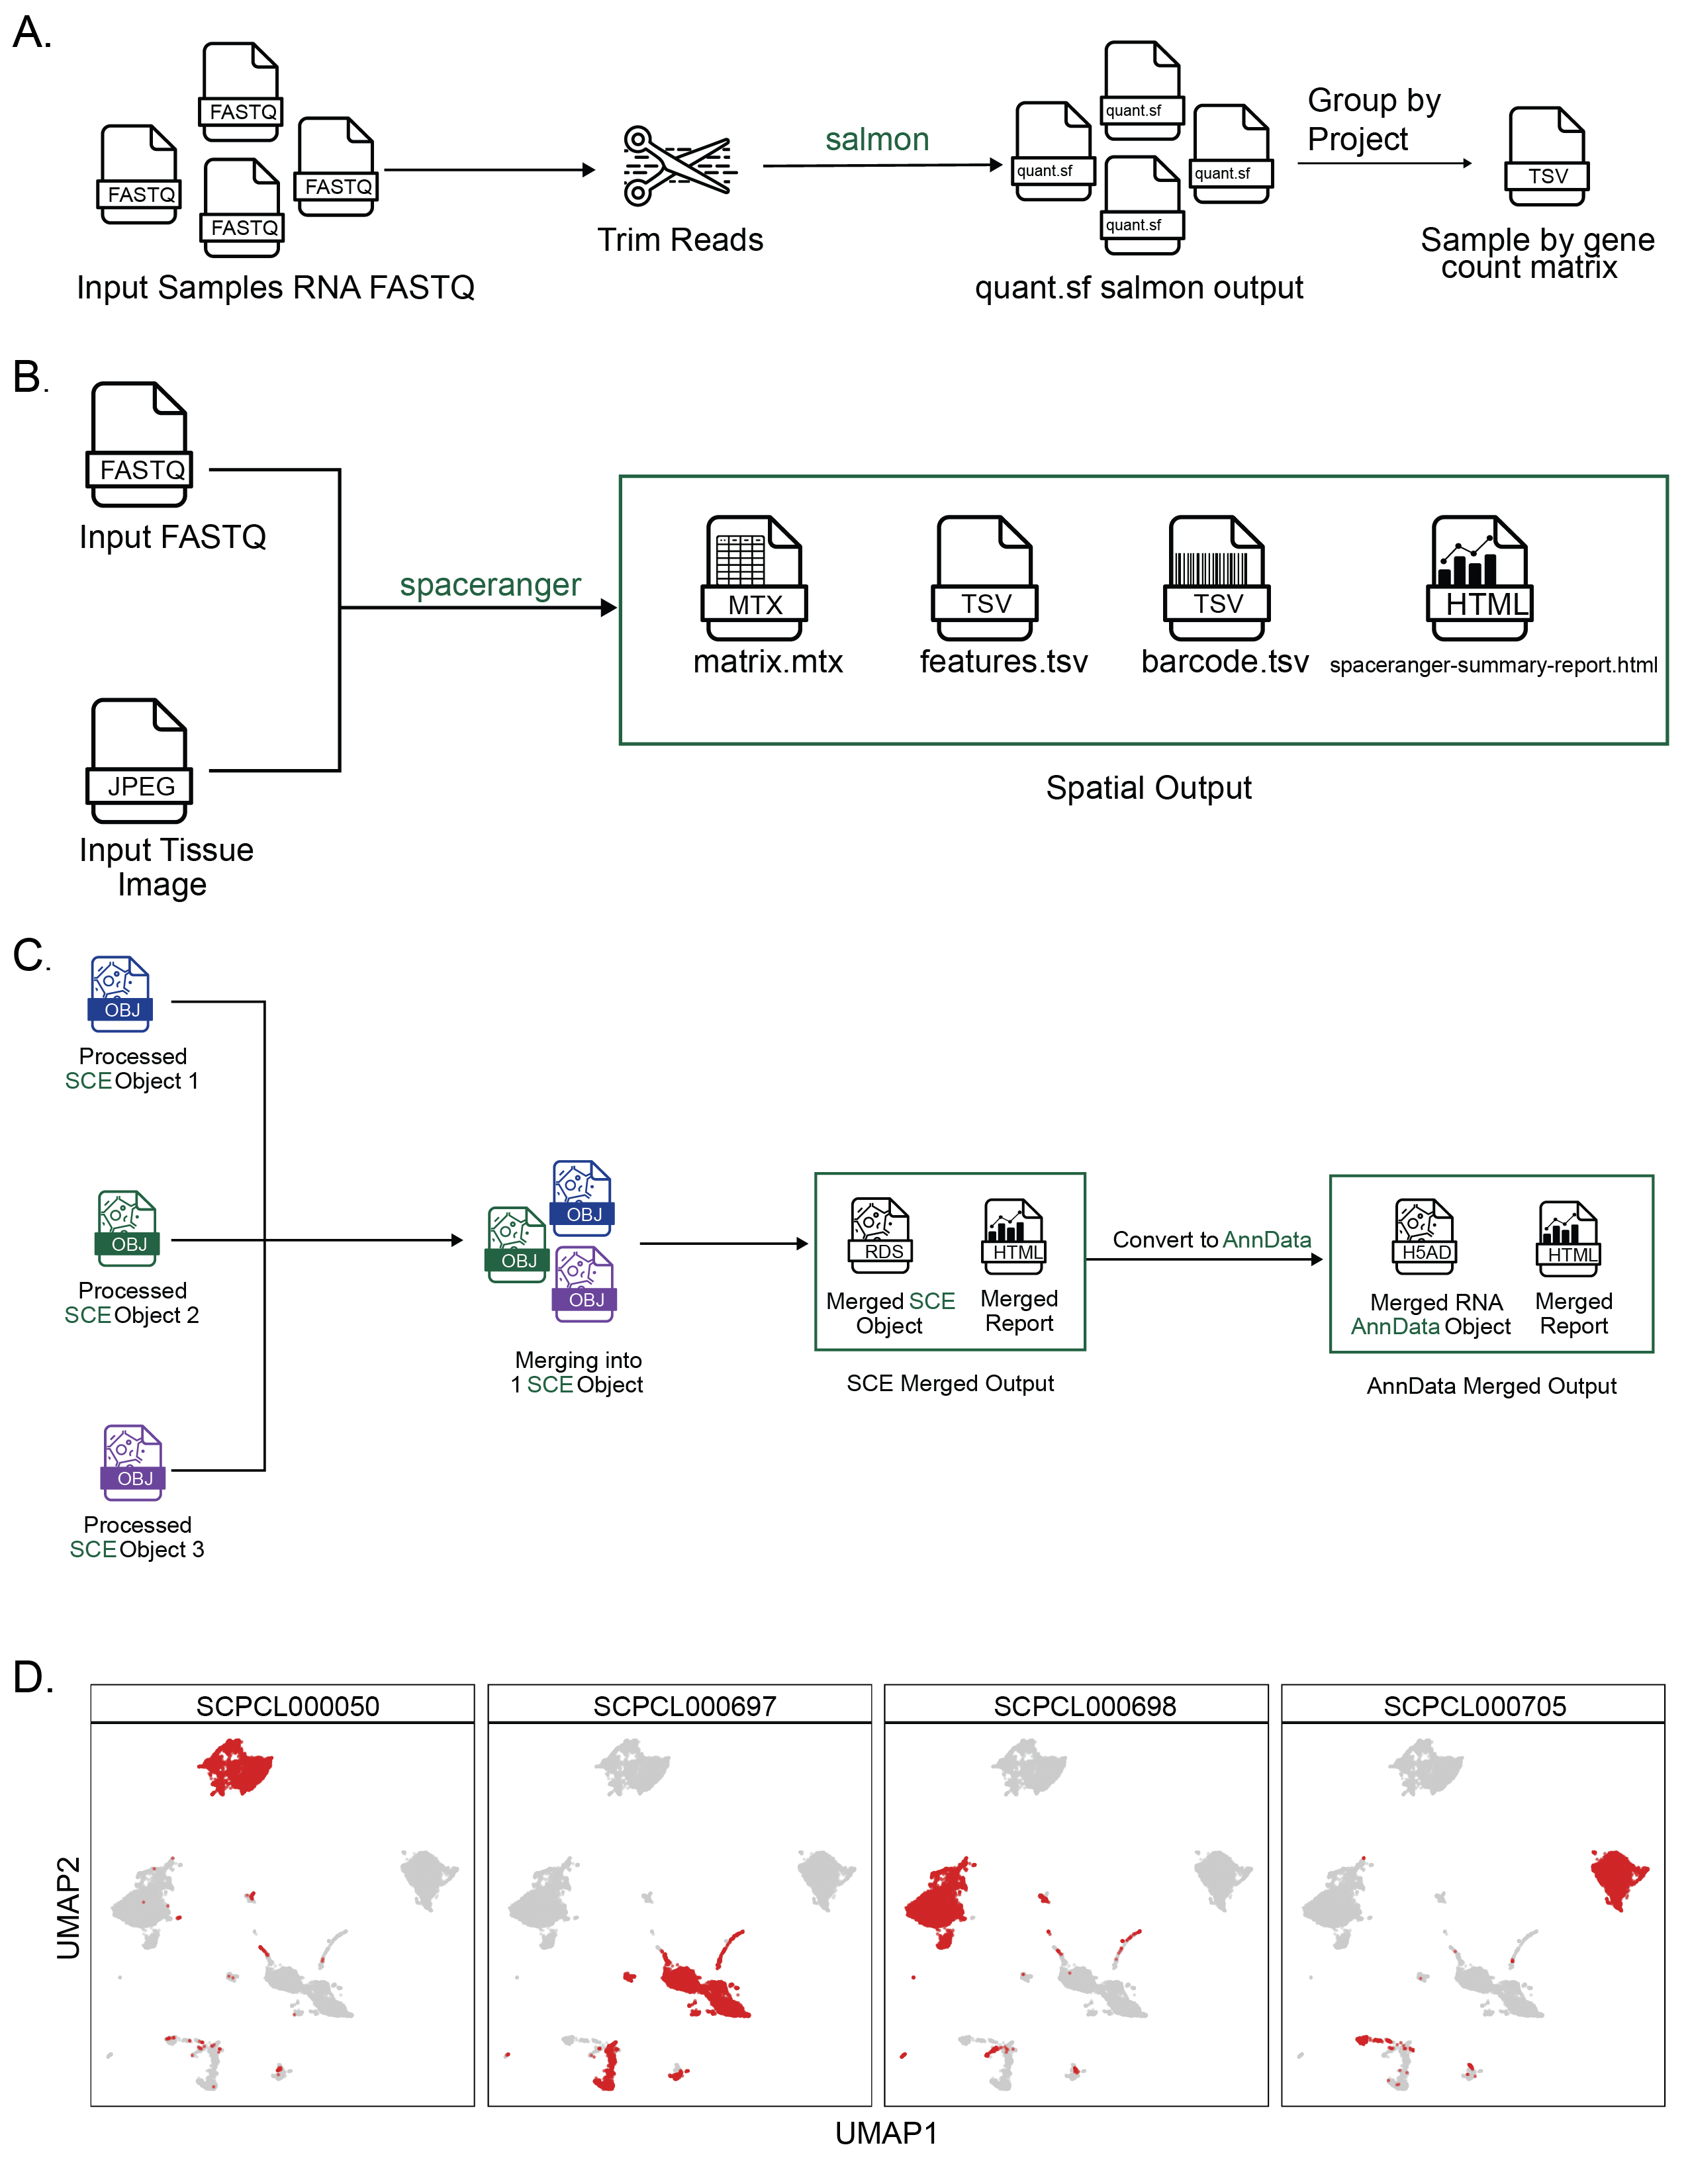 A.
FASTQ
FASTQ
FASTQ
FASTQ
Input Samples RNA FASTQ
Trim Reads
salmon
quant.sf
quant.sf
quant.sf
quant.sf
quant.sf salmon output
Group by
Project
TSV
Sample by gene
count matrix
B.
FASTQ
Input FASTQ
JPEG
Input Tissue
Image
spaceranger
MTX
matrix.mtx
TSV
features.tsv
TSV
barcode.tsv
HTML
spaceranger-summary-report.html
Spatial Output
C.
OBJ
Processed
SCE Object 1
OBJ
Processed
SCE Object 2
OBJ
Processed
SCE Object 3
OBJ
OBJ
OBJ
Merging into
1 SCE Object
RDS
Merged SCE
Object
HTML
Merged
Report
SCE Merged Output
Convert to AnnData
H5AD
Merged RNA
AnnData Object
HTML
Merged
Report
AnnData Merged Output
D.
SCPCL000050
SCPCL000697
SCPCL000698
SCPCL000705
UMAP2
UMAP1